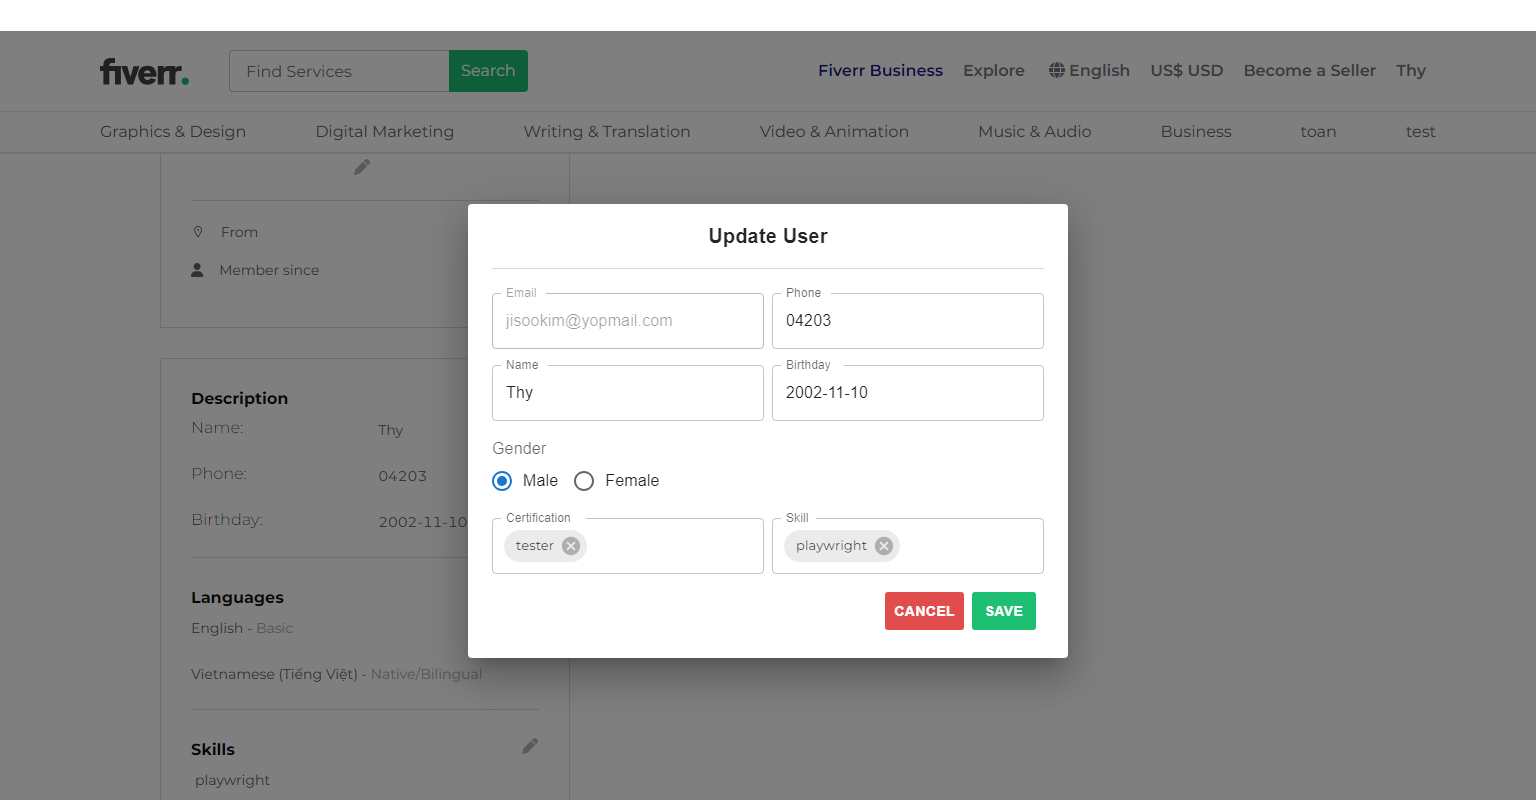 fiverr.
Find Services
Search
Fiverr Business
Explore
English
US$ USD
Become a Seller
Thy
Graphics & Design
Digital Marketing
Writing & Translation
Video & Animation
Music & Audio
Business
toan
test
From
Member since
Description
Name:
Thy
Phone:
04203
Birthday:
2002-11-10
Languages
English - Basic
Vietnamese (Tiếng Việt) - Native/Bilingual
Skills
playwright
Update User
Email
jisookim@yopmail.com
Phone
04203
Name
Thy
Birthday
2002-11-10
Gender
Male
Female
Certification
tester
Skill
playwright
CANCEL
SAVE